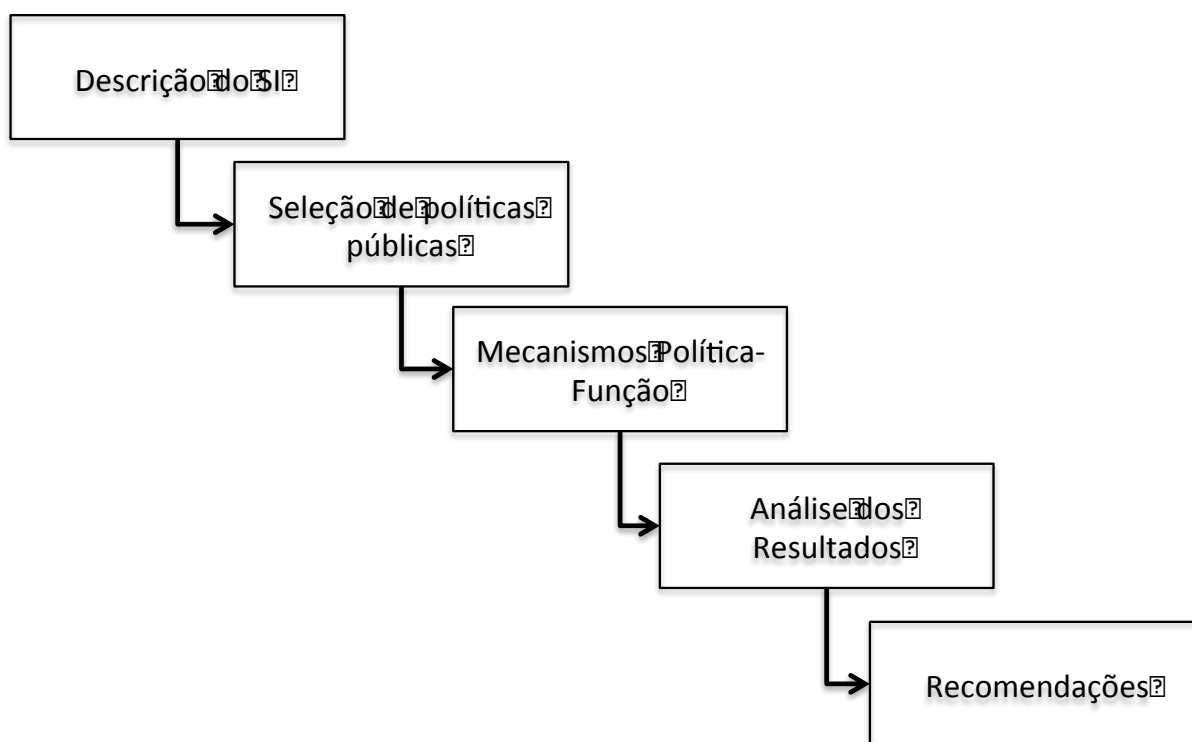 Descrição do SI
Seleção de políticas
públicas
Mecanismos Política-
Função
Análise dos
Resultados
Recomendações